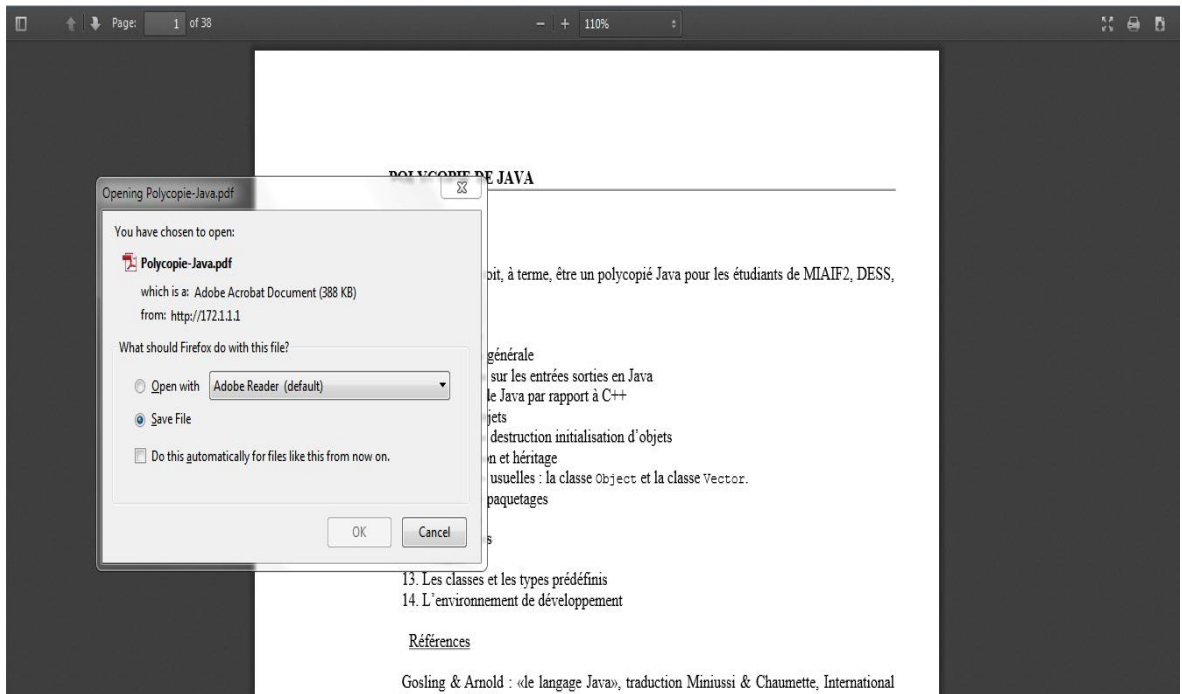 Page: 1 of 38
110%
POLYCOPIE DE JAVA
Opening Polycopie-Java.pdf
You have chosen to open:
Polycopie-Java.pdf
which is a: Adobe Acrobat Document (388 KB)
from: http://172.1.1.1
What should Firefox do with this file?
Open with Adobe Reader (default)
Save File
Do this automatically for files like this from now on.
OK Cancel
à terme, être un polycopié Java pour les étudiants de MIAIF2, DESS,
générale
sur les entrées sorties en Java
Java par rapport à C++
destruction initialisation d’objets
et héritage
usuelles : la classe Object et la classe Vector.
paquetages
13. Les classes et les types prédéfinis
14. L’environnement de développement
Références
Gosling & Arnold : «le langage Java», traduction Miniussi & Chaumette, International